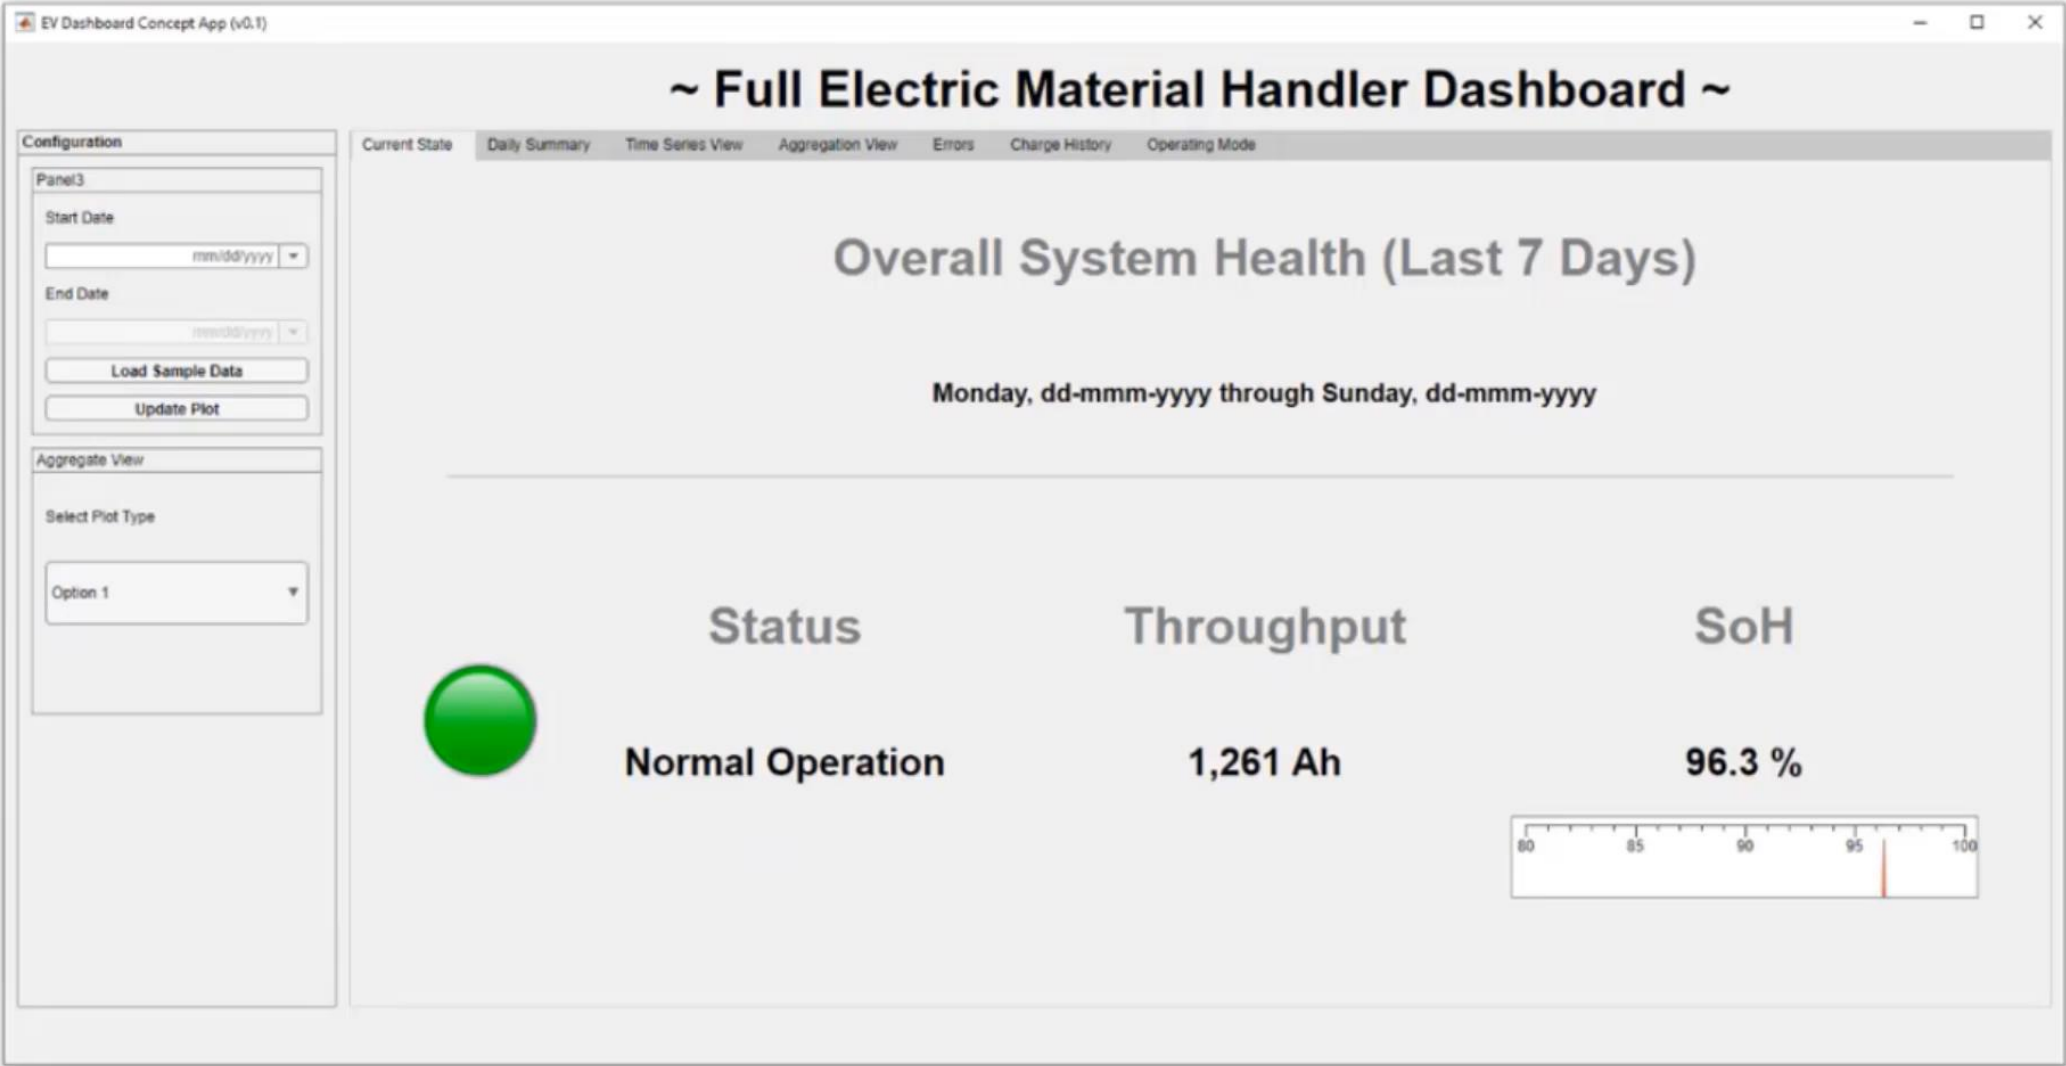 EV Dashboard Concept App (v0.1)
~ Full Electric Material Handler Dashboard ~
Configuration
Panel3
Start Date
mm/dd/yyyy
End Date
mm/dd/yyyy
Load Sample Data
Update Plot
Aggregate View
Select Plot Type
Option 1
Current State Daily Summary Time Series View Aggregation View Errors Charge History Operating Mode
Overall System Health (Last 7 Days)
Monday, dd-mmm-yyyy through Sunday, dd-mmm-yyyy
Status Throughput SoH
Normal Operation 1,261 Ah 96.3 %
80 85 90 95 100